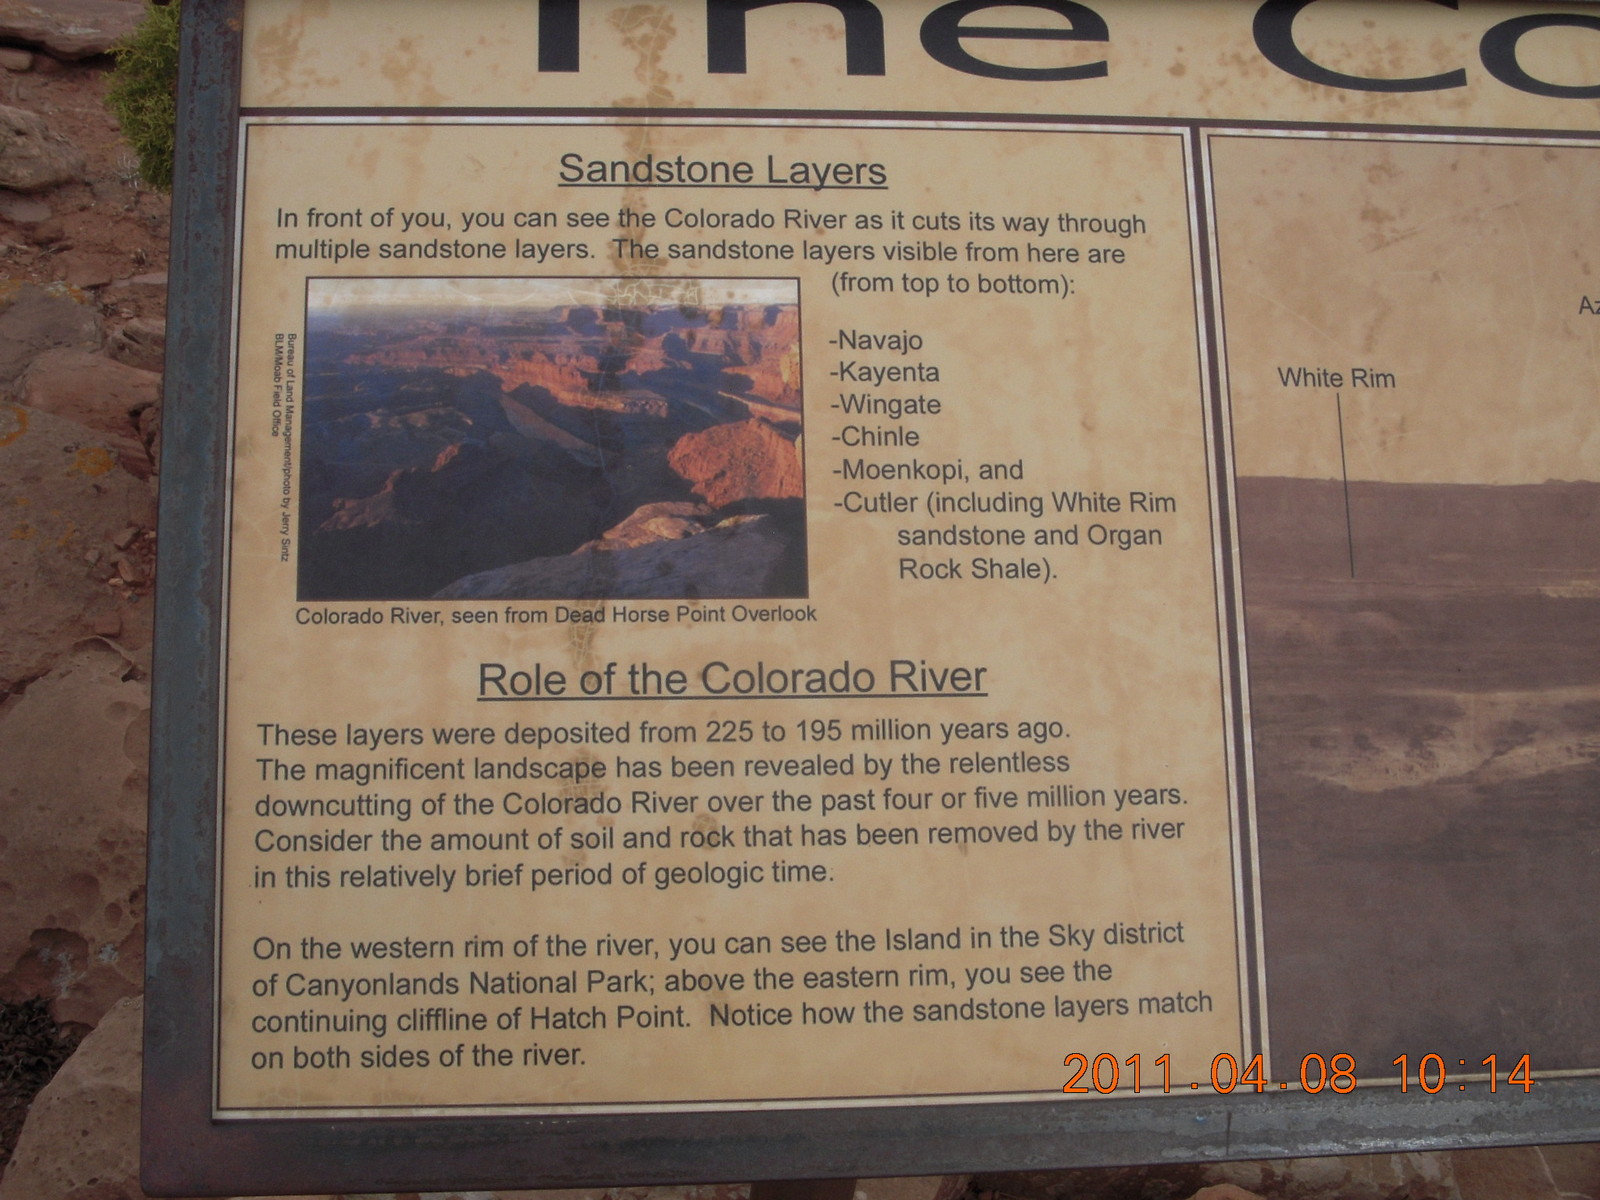 The Co
Sandstone Layers
In front of you, you can see the Colorado River as it cuts its way through
multiple sandstone layers. The sandstone layers visible from here are
(from top to bottom):
-Navajo
-Kayenta
-Wingate
-Chinle
-Moenkopi, and
-Cutler (including White Rim
sandstone and Organ
Rock Shale).
Bureau of Land Management/photo by Jerry Sintz
BLM/Moab Field Office
Colorado River, seen from Dead Horse Point Overlook
Role of the Colorado River
These layers were deposited from 225 to 195 million years ago.
The magnificent landscape has been revealed by the relentless
downcutting of the Colorado River over the past four or five million years.
Consider the amount of soil and rock that has been removed by the river
in this relatively brief period of geologic time.
On the western rim of the river, you can see the Island in the Sky district
of Canyonlands National Park; above the eastern rim, you see the
continuing cliffline of Hatch Point. Notice how the sandstone layers match
on both sides of the river.
Az
White Rim
2011.04.08 10:14